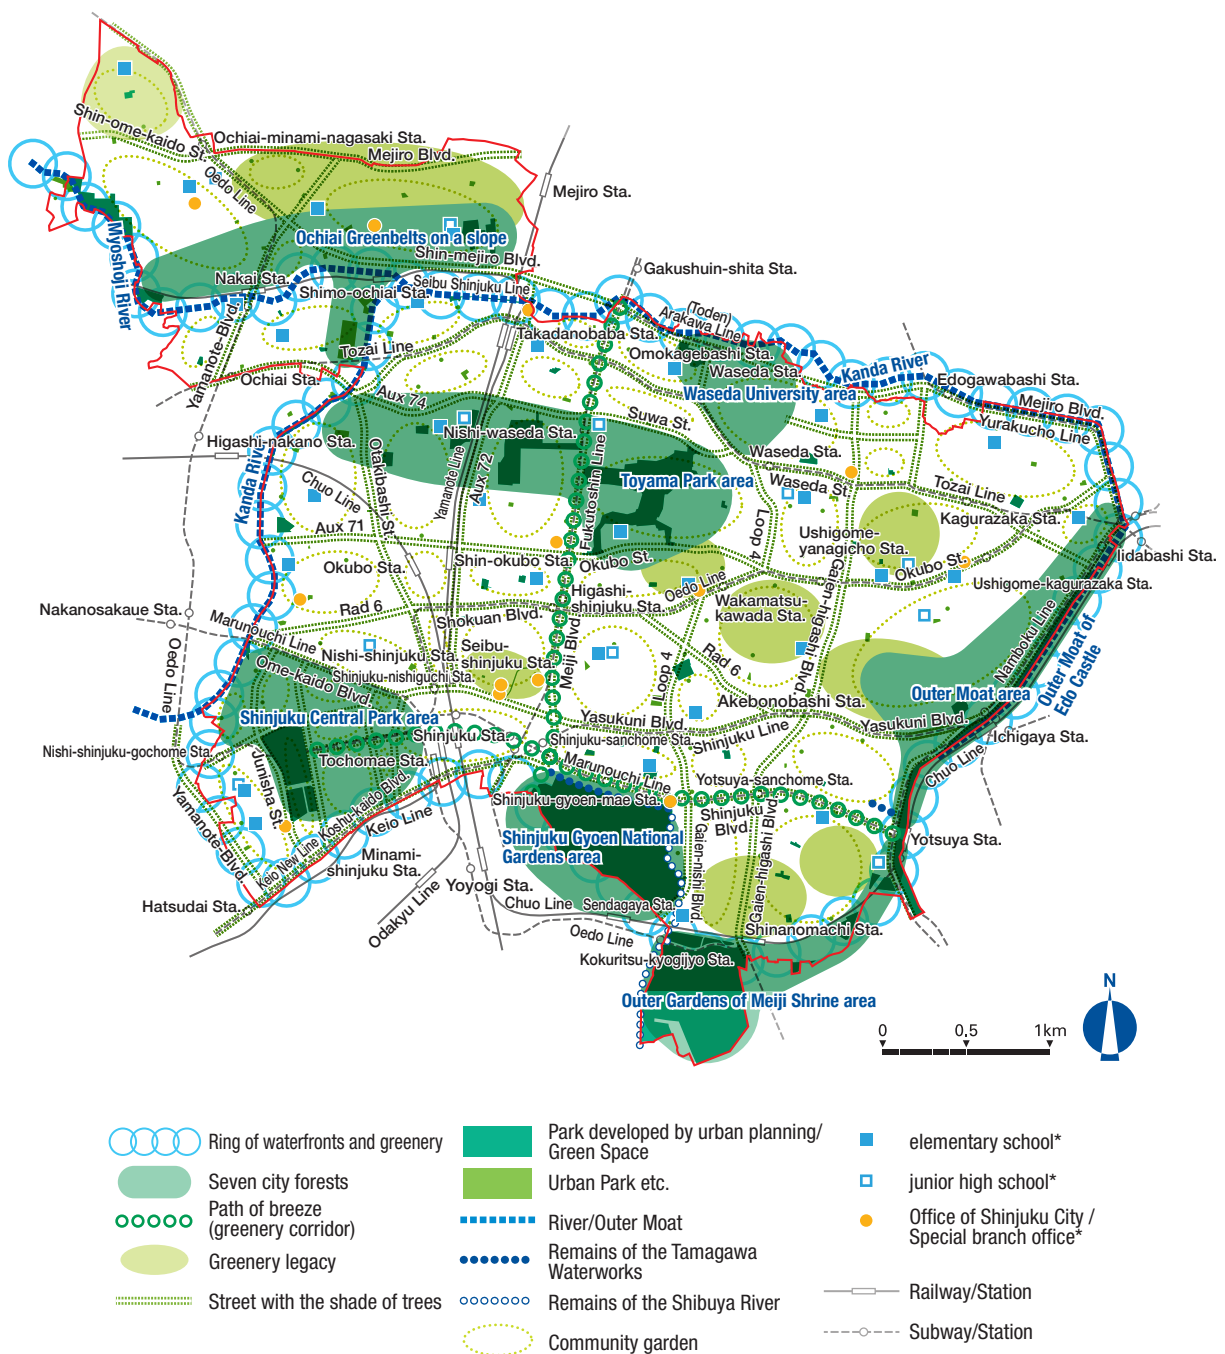 Shin-ome-kaido St.
Ochiai-minami-nagasaki Sta.
Mejiro Blvd.
Oedo Line
Mejiro Sta.
Myoshoji River
Ochiai Greenbelts on a slope
Shin-mejiro Blvd.
Gakushuin-shita Sta.
Nakai Sta.
Shimo-ochiai Sta.
Seibu Shinjuku Line
(Toden)
Arakawa Line
Takadanobaba Sta.
Omokagebashi Sta.
Yamanote-Blvd.
Tozai Line
Waseda Sta.
Kanda River
Ochiai Sta.
Waseda University area
Edogawabashi Sta.
Aux 74
Mejiro Blvd.
Suwa St.
Yurakucho Line
Nishi-waseda Sta.
Higashi-nakano Sta.
Otakibashi St.
Waseda Sta.
Kanda River
Chuo Line
Yamanote Line
Aux 72
Fukutoshin Line
Toyama Park area
Waseda St.
Tozai Line
Loop 4
Kagurazaka Sta.
Aux 71
Ushigome-
yanagicho Sta.
Iidabashi Sta.
Okubo Sta.
Shin-okubo Sta.
Okubo St.
Okubo St.
Ushigome-kagurazaka Sta.
Oedo Line
Higashi-
shinjuku Sta.
Wakamatsu-
kawada Sta.
Nakanosakaue Sta.
Rad 6
Shokuan Blvd.
Gaien-higashi Blvd.
Marunouchi Line
Namboku Line
Oedo Line
Nishi-shinjuku Sta.
Seibu-
shinjuku Sta.
Meiji Blvd
Loop 4
Rad 6
Outer Moat of
Edo Castle
Ome-kaido Blvd.
Shinjuku-nishiguchi Sta.
Outer Moat area
Akebonobashi Sta.
Shinjuku Central Park area
Yasukuni Blvd.
Yasukuni Blvd.
Shinjuku Sta.
Shinjuku Line
Ichigaya Sta.
Nishi-shinjuku-gochome Sta.
Shinjuku-sanchome Sta.
Junisha St.
Tochomae Sta.
Marunouchi Line
Chuo Line
Yotsuya-sanchome Sta.
Koshu-kaido Blvd.
Yamanote-Blvd.
Shinjuku-gyoen-mae Sta.
Keio Line
Shinjuku
Blvd
Yotsuya Sta.
Shinjuku Gyoen National
Gardens area
Keio New Line
Minami-
shinjuku Sta.
Gaien-nishi Blvd.
Gaien-higashi Blvd.
Yoyogi Sta.
Hatsudai Sta.
Odakyu Line
Chuo Line
Sendagaya Sta.
Oedo Line
Shinanomachi Sta.
Kokuritsu-kyogijyo Sta.
Outer Gardens of Meiji Shrine area
N
0 0.5 1km
Ring of waterfronts and greenery
Seven city forests
Path of breeze
(greenery corridor)
Greenery legacy
Street with the shade of trees
Park developed by urban planning/
Green Space
Urban Park etc.
River/Outer Moat
Remains of the Tamagawa
Waterworks
Remains of the Shibuya River
Community garden
elementary school*
junior high school*
Office of Shinjuku City /
Special branch office*
Railway/Station
Subway/Station